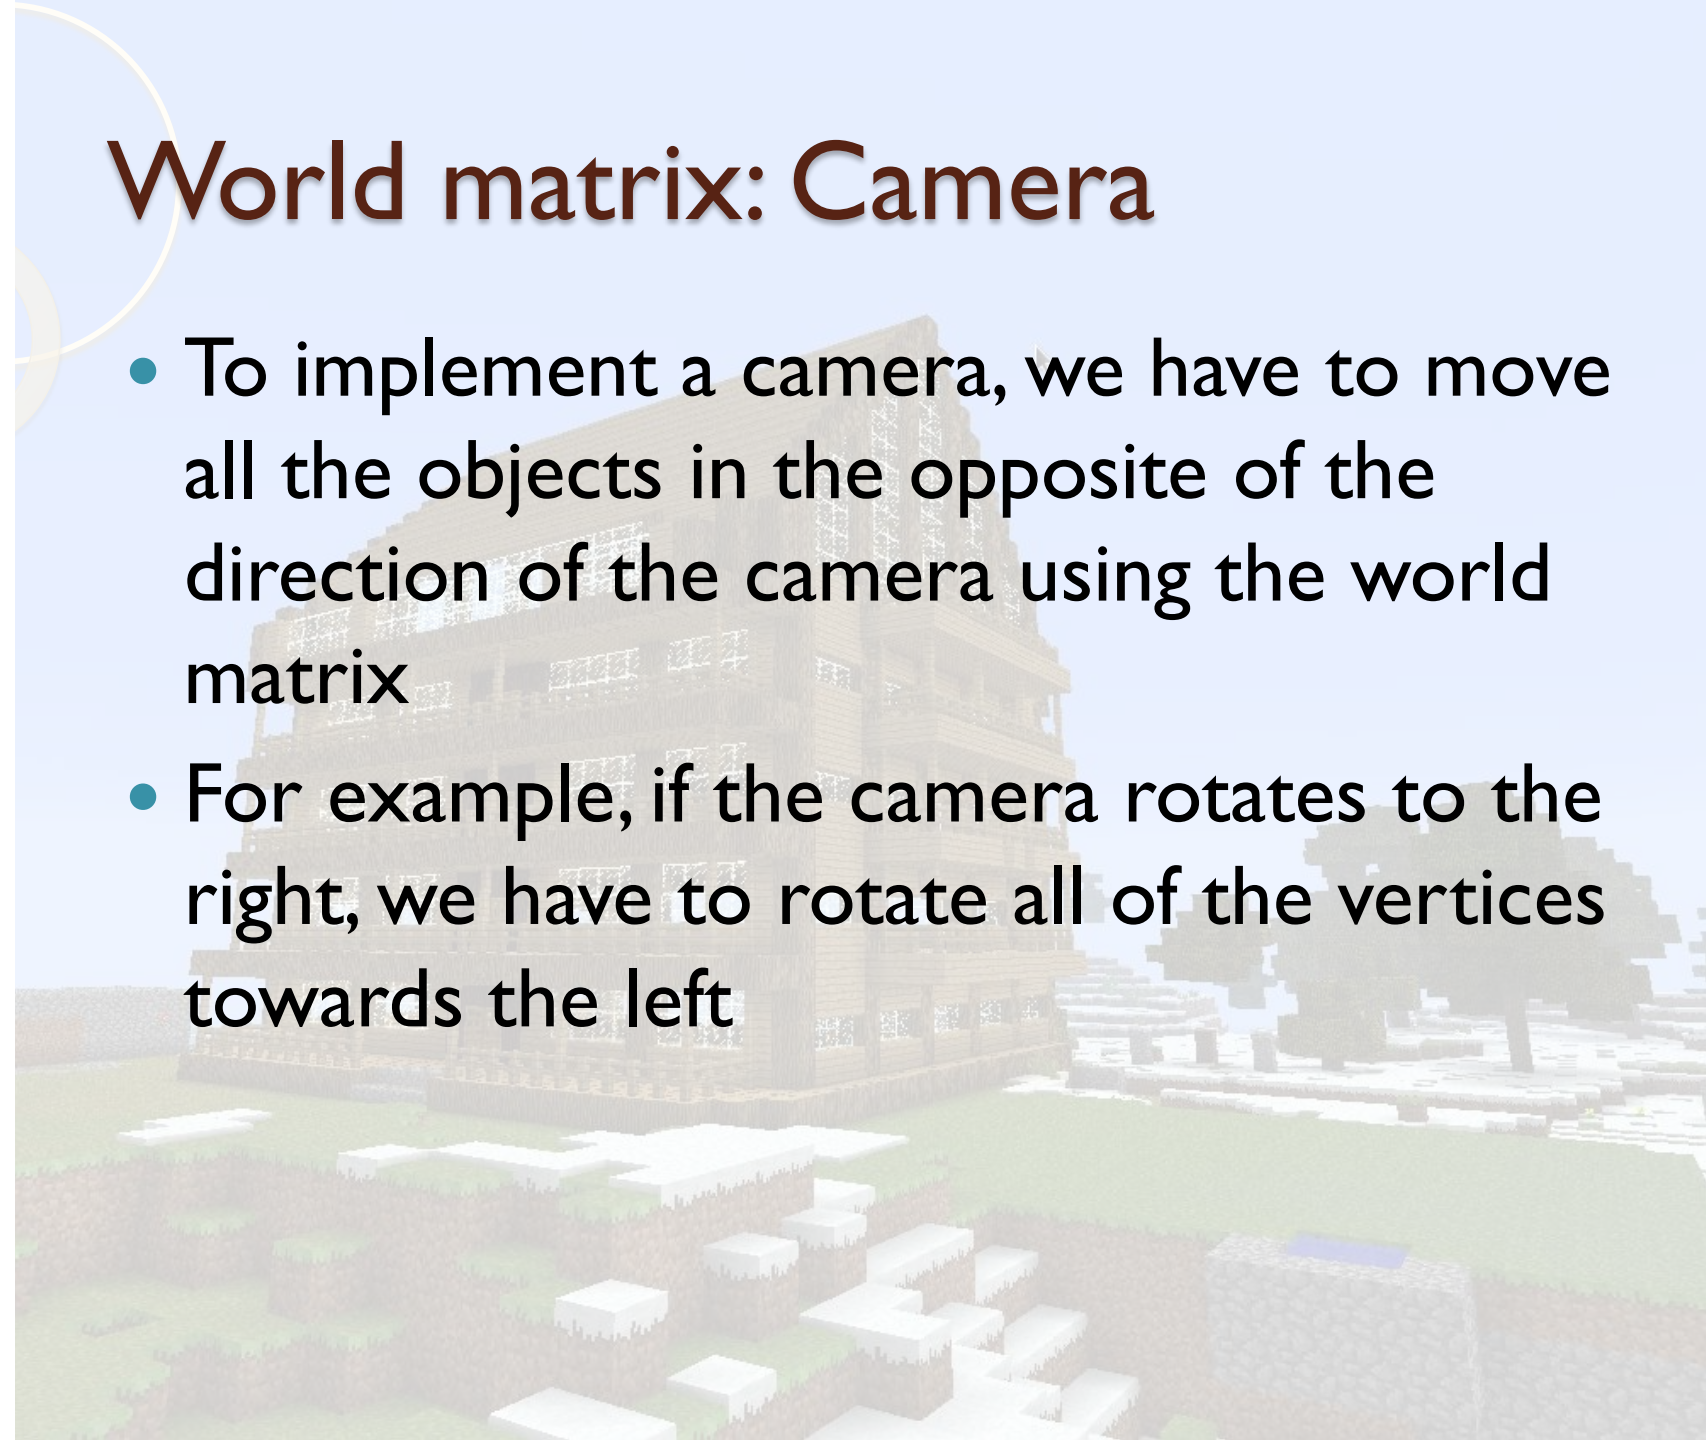 World matrix: Camera
To implement a camera, we have to move
all the objects in the opposite of the
direction of the camera using the world
matrix
For example, if the camera rotates to the
right, we have to rotate all of the vertices
towards the left